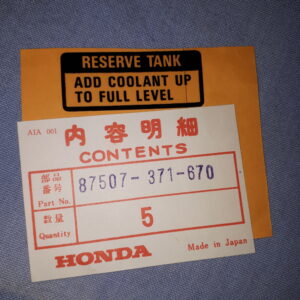 RESERVE TANK
ADD COOLANT UP
TO FULL LEVEL
AIA 001
内容明細
CONTENTS
部品
番号
Part No.
87507-371-670
数量
Quantity
5
HONDA
Made in Japan